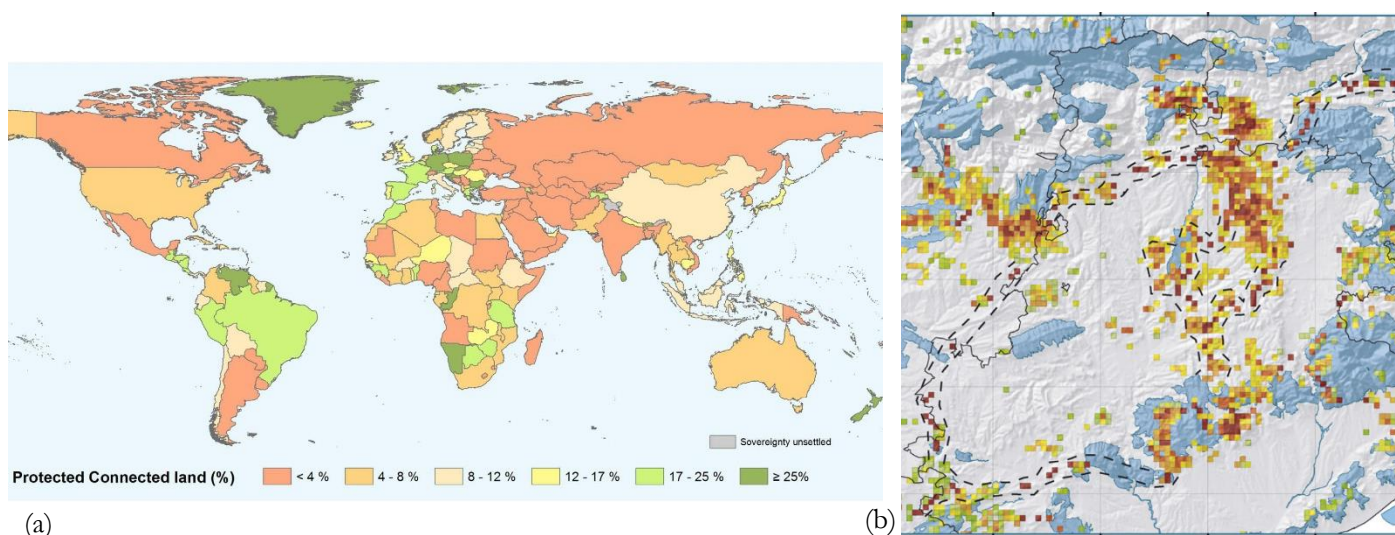 Sovereignty unsettled
Protected Connected land (%) < 4 % 4 - 8 % 8 - 12 % 12 - 17 % 17 - 25 % ≥ 25%
(a) (b)